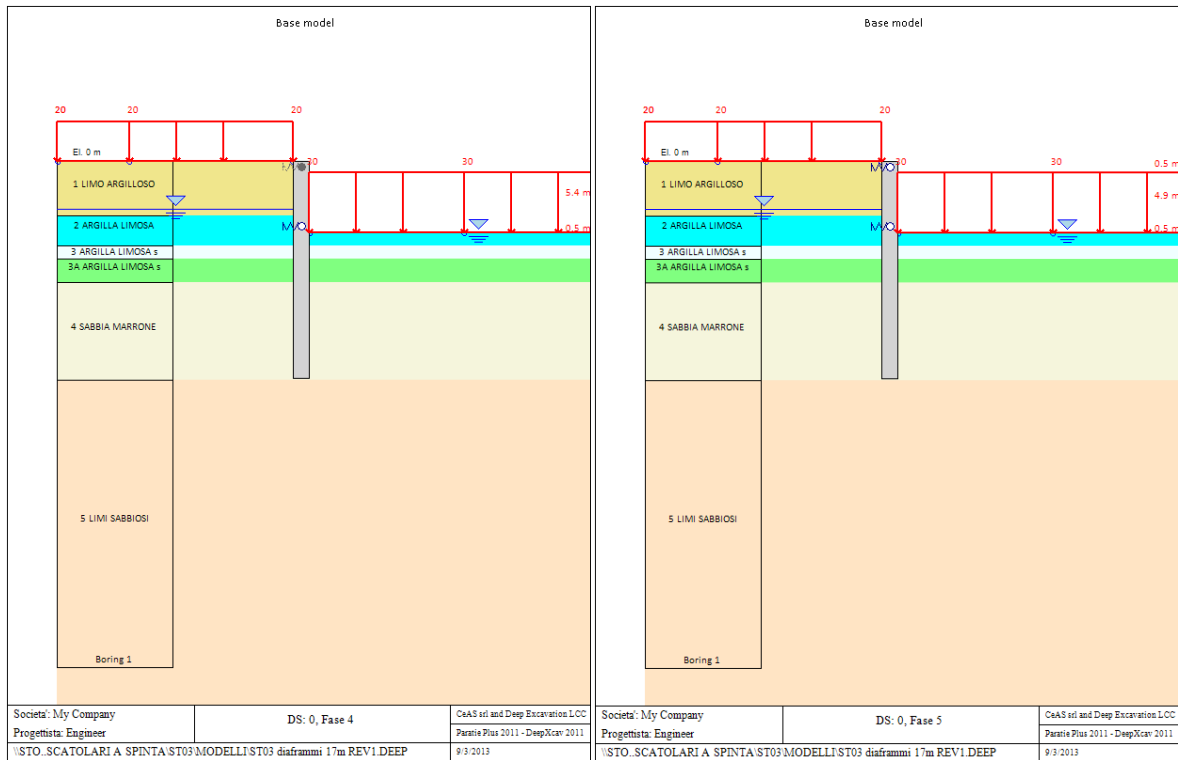 Base model
20
20
20
El. 0 m
30
30
1 LIMO ARGILLOSO
5.4 m
2 ARGILLA LIMOSA
0.5 m
3 ARGILLA LIMOSA s
3A ARGILLA LIMOSA s
4 SABBIA MARRONE
5 LIMI SABBIOSI
Boring 1
Societa': My Company
Progettista: Engineer
DS: 0, Fase 4
CeAS srl and Deep Excavation LCC
Paratie Plus 2011 - DeepXcav 2011
\\STO..SCATOLARI A SPINTA\ST03\MODELLI\ST03 diaframmi 17m REV1.DEEP
9/3/2013
Base model
20
20
20
El. 0 m
30
30
0.5 m
1 LIMO ARGILLOSO
4.9 m
2 ARGILLA LIMOSA
0.5 m
3 ARGILLA LIMOSA s
3A ARGILLA LIMOSA s
4 SABBIA MARRONE
5 LIMI SABBIOSI
Boring 1
Societa': My Company
Progettista: Engineer
DS: 0, Fase 5
CeAS srl and Deep Excavation LCC
Paratie Plus 2011 - DeepXcav 2011
\\STO..SCATOLARI A SPINTA\ST03\MODELLI\ST03 diaframmi 17m REV1.DEEP
9/3/2013